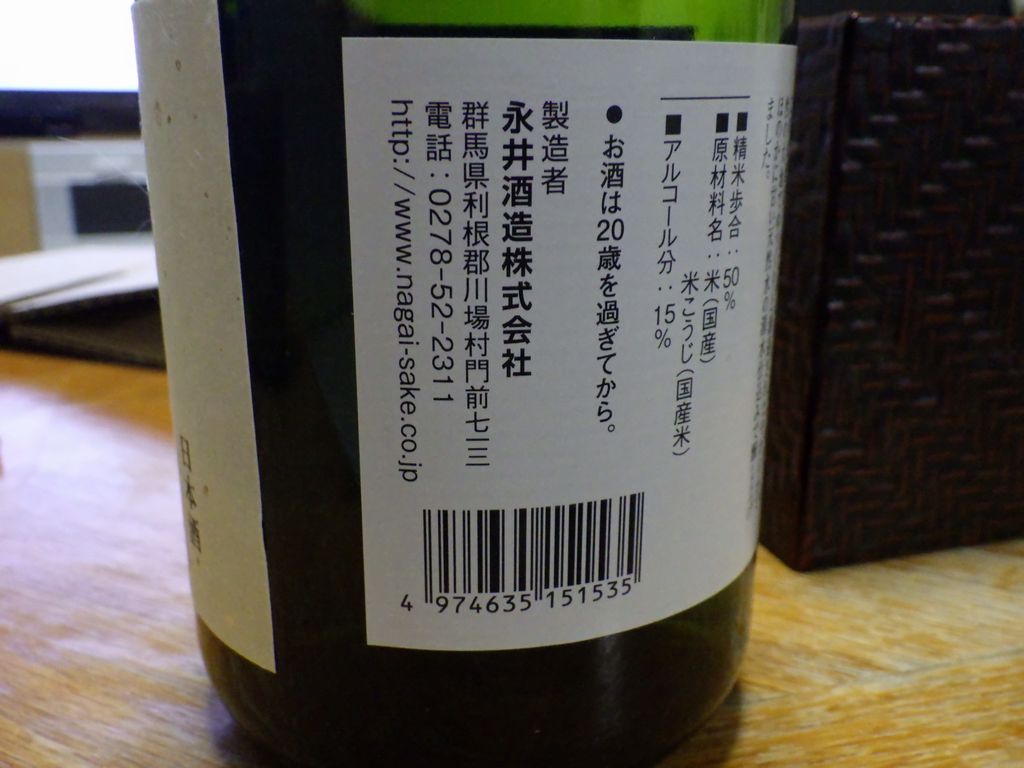 ました。
■精米歩合：50％
■原材料名：米（国産）
米こうじ（国産米）
■アルコール分：15％
●お酒は20歳を過ぎてから。
製造者
永井酒造株式会社
群馬県利根郡川場村門前七一三
電話：0278-52-2311
http://www.nagai-sake.co.jp
4 974635 151535
日本酒